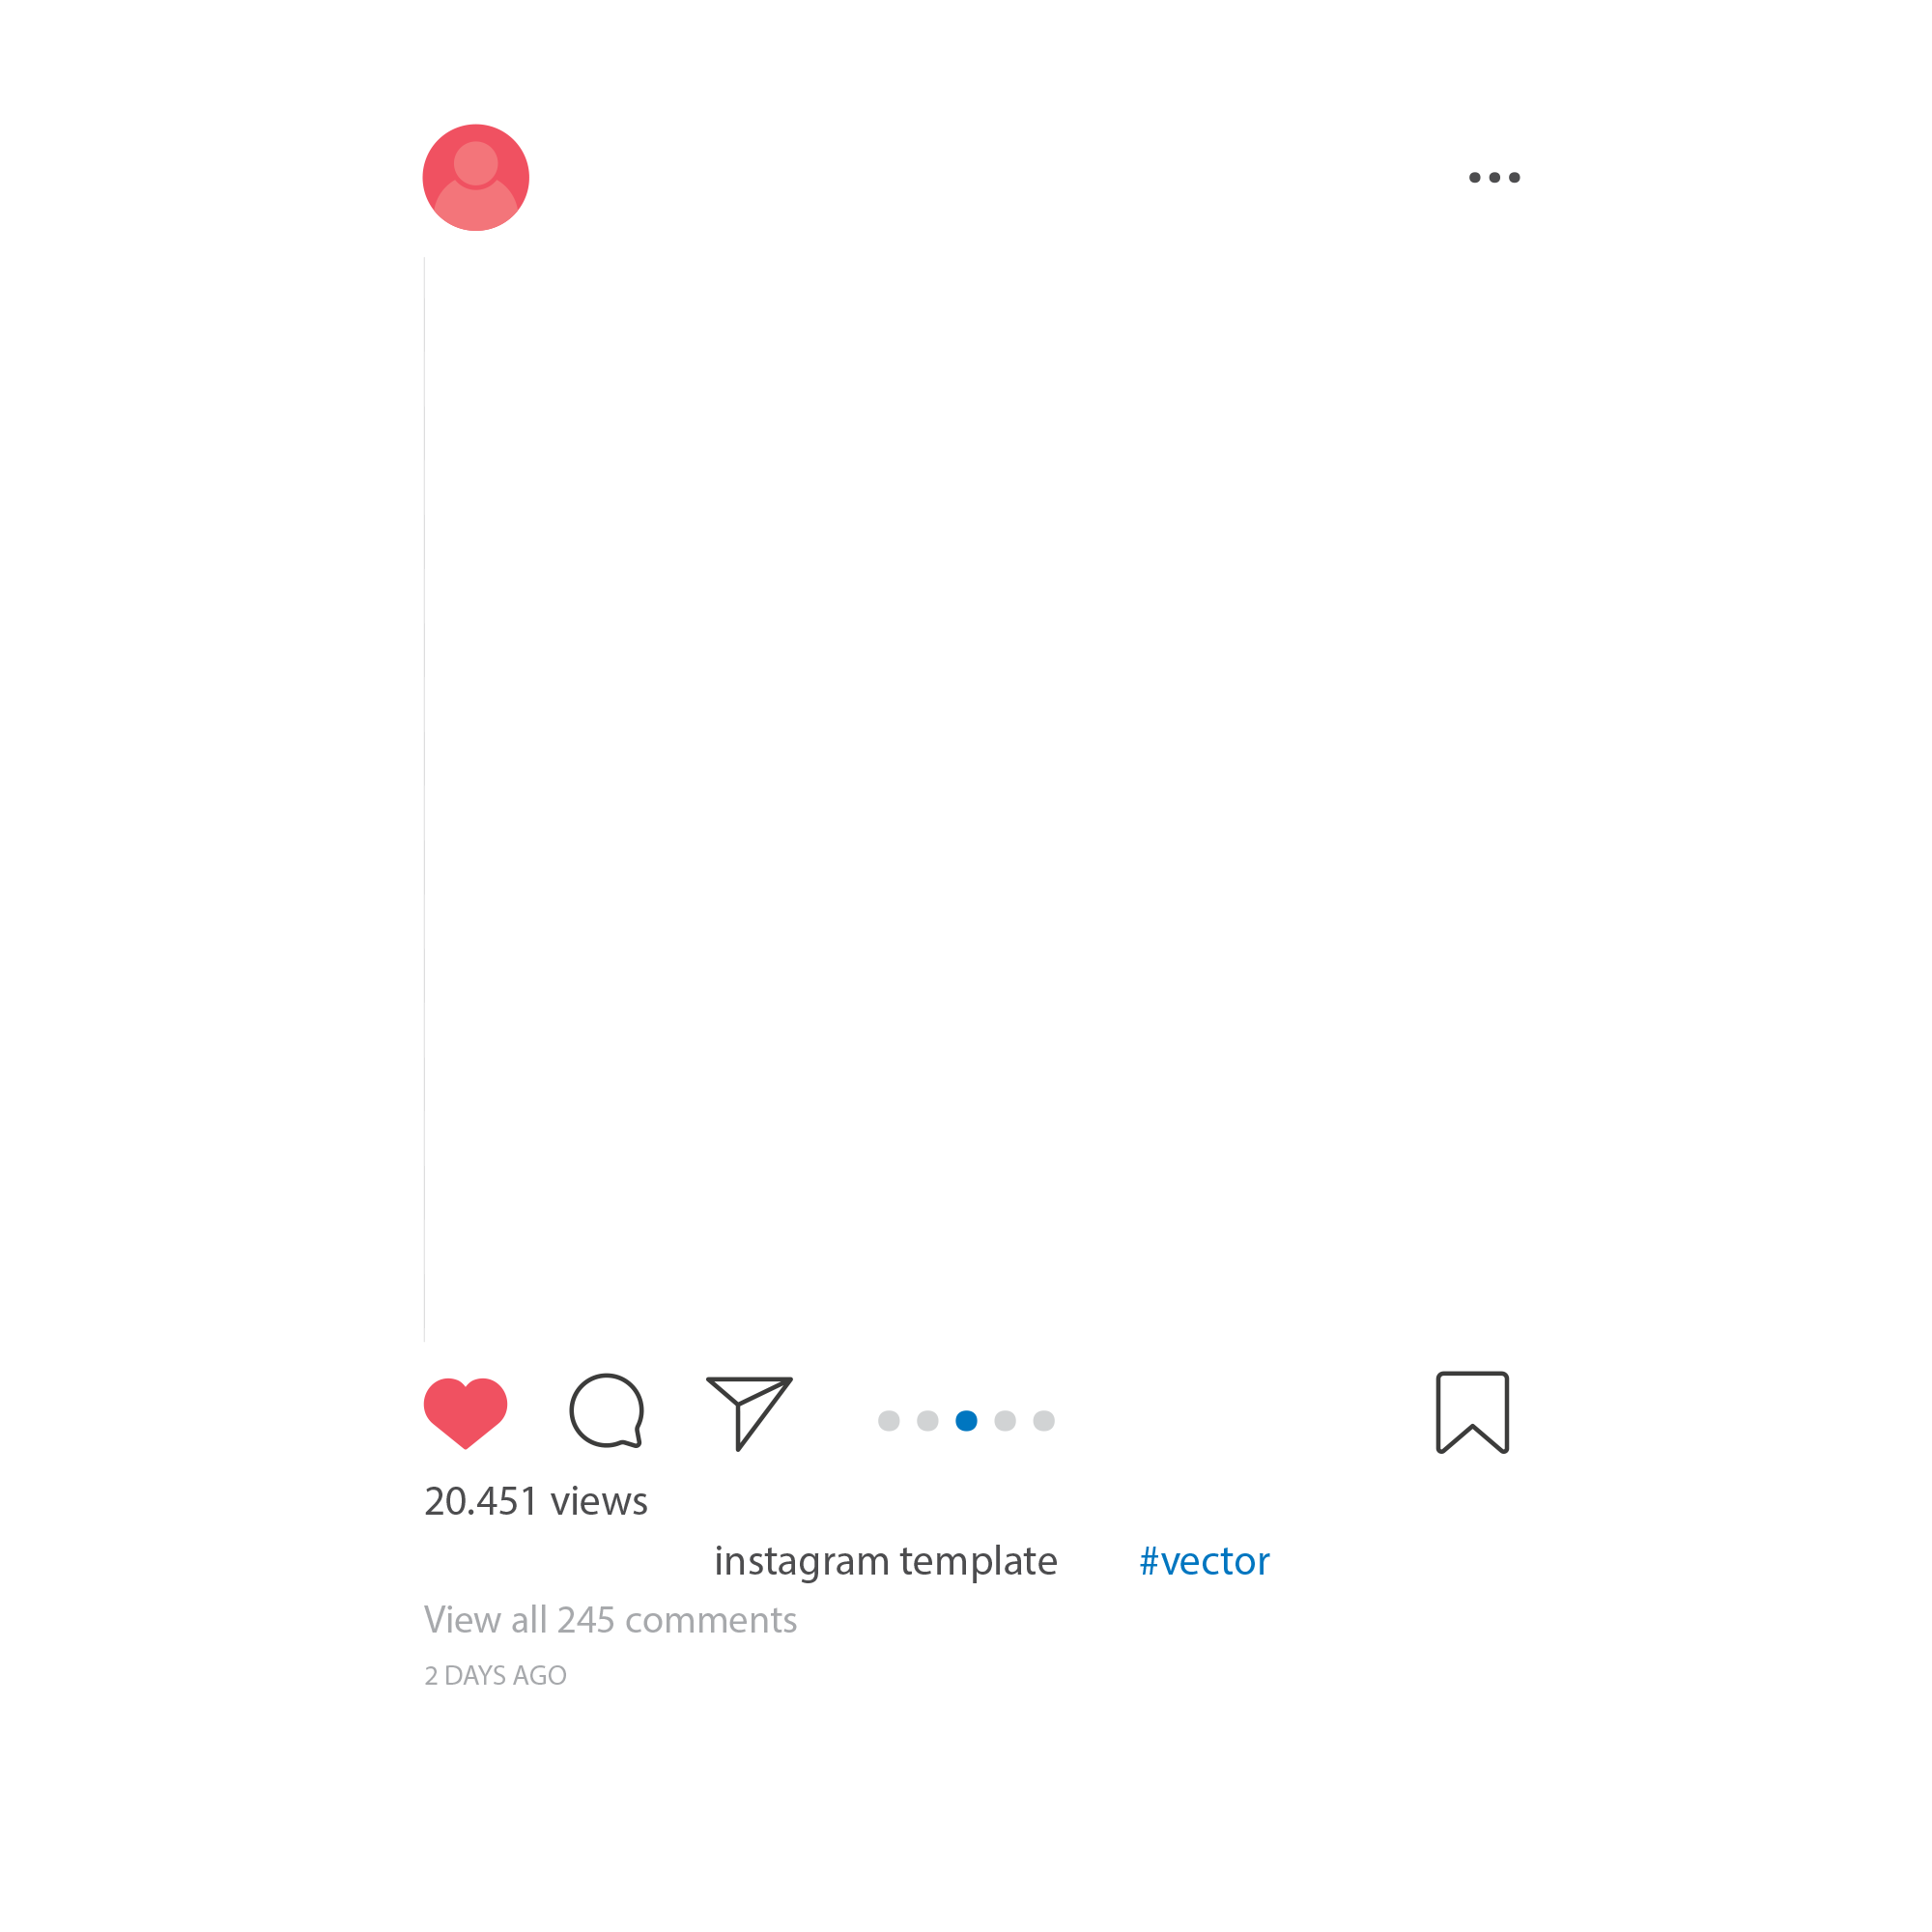 20.451 views
instagram template #vector
View all 245 comments
2 DAYS AGO